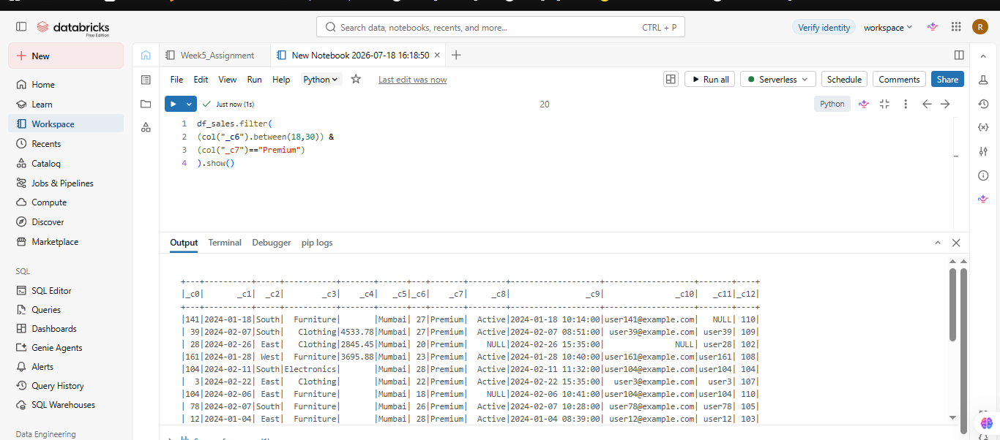 databricks
Free Edition
Search data, notebooks, recents, and more...
CTRL + P
Verify identity
workspace
R
New
Home
Learn
Workspace
Recents
Catalog
Jobs & Pipelines
Compute
Discover
Marketplace
SQL
SQL Editor
Queries
Dashboards
Genie Agents
Alerts
Query History
SQL Warehouses
Data Engineering
Week5_Assignment
New Notebook 2026-07-18 16:18:50
File Edit View Run Help Python
Last edit was now
Run all
Serverless
Schedule
Comments
Share
Just now (1s)
20
Python
1 df_sales.filter(
2 (col("_c6").between(18,30)) &
3 (col("_c7")=="Premium")
4 ).show()
Output Terminal Debugger pip logs
+---+----------+-----+-----------+-------+------+---+-------+------+-------------------+-------------------+-------+----+
|_c0| _c1| _c2| _c3| _c4| _c5|_c6| _c7| _c8| _c9| _c10| _c11|_c12|
+---+----------+-----+-----------+-------+------+---+-------+------+-------------------+-------------------+-------+----+
|141|2024-01-18|South| Furniture| |Mumbai| 27|Premium| Active|2024-01-18 10:14:00|user141@example.com| NULL| 110|
| 39|2024-02-07|South| Clothing|4533.78|Mumbai| 27|Premium| Active|2024-02-07 08:51:00| user39@example.com| user39| 109|
| 28|2024-02-26| East| Clothing|2845.45|Mumbai| 20|Premium| NULL|2024-02-26 15:35:00| NULL| user28| 102|
|161|2024-01-28| West| Furniture|3695.88|Mumbai| 23|Premium| Active|2024-01-28 10:40:00|user161@example.com|user161| 108|
|104|2024-02-11|South|Electronics| |Mumbai| 28|Premium| Active|2024-02-11 11:32:00|user104@example.com|user104| 104|
| 3|2024-02-22| East| Clothing| |Mumbai| 22|Premium| Active|2024-02-22 15:35:00| user3@example.com| user3| 107|
|104|2024-02-06| East| Furniture| |Mumbai| 18|Premium| NULL|2024-02-06 10:41:00|user104@example.com|user104| 110|
| 78|2024-02-07|South| Furniture| |Mumbai| 26|Premium| Active|2024-02-07 10:28:00| user78@example.com| user78| 105|
| 12|2024-01-04| East| Furniture| |Mumbai| 28|Premium| Active|2024-01-04 08:39:00| user12@example.com| user12| 103|